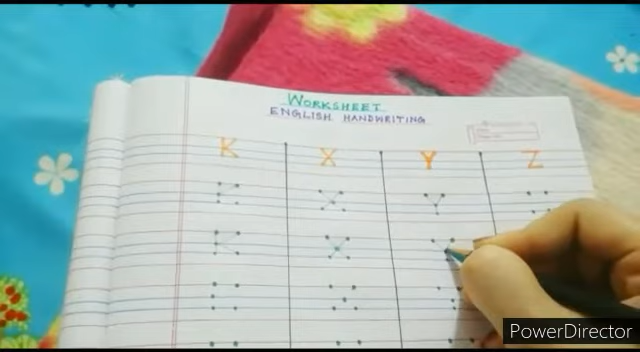 WORKSHEET
ENGLISH HANDWRITING
K X Y Z
K X Y
K X
PowerDirector